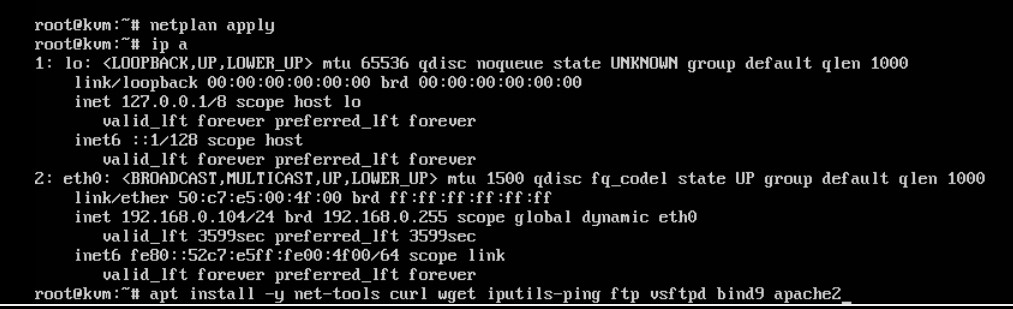 root@kvm:~# netplan apply
root@kvm:~# ip a
1: lo: <LOOPBACK,UP,LOWER_UP> mtu 65536 qdisc noqueue state UNKNOWN group default qlen 1000
    link/loopback 00:00:00:00:00:00 brd 00:00:00:00:00:00
    inet 127.0.0.1/8 scope host lo
       valid_lft forever preferred_lft forever
    inet6 ::1/128 scope host
       valid_lft forever preferred_lft forever
2: eth0: <BROADCAST,MULTICAST,UP,LOWER_UP> mtu 1500 qdisc fq_codel state UP group default qlen 1000
    link/ether 50:c7:e5:00:4f:00 brd ff:ff:ff:ff:ff:ff
    inet 192.168.0.104/24 brd 192.168.0.255 scope global dynamic eth0
       valid_lft 3599sec preferred_lft 3599sec
    inet6 fe80::52c7:e5ff:fe00:4f00/64 scope link
       valid_lft forever preferred_lft forever
root@kvm:~# apt install -y net-tools curl wget iputils-ping ftp vsftpd bind9 apache2_